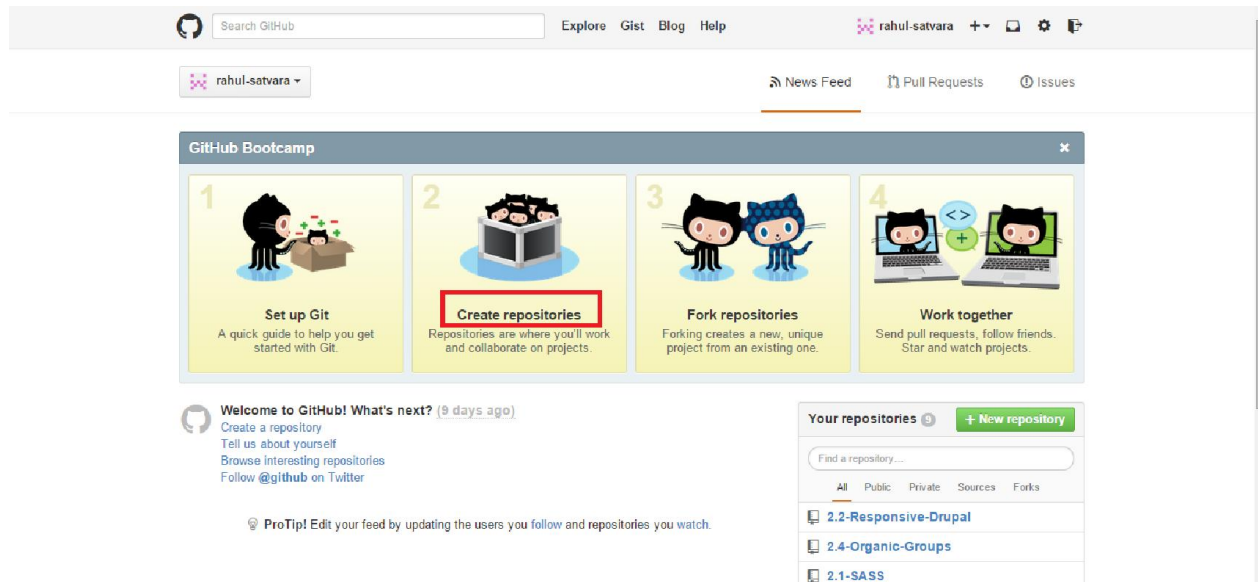 Search GitHub
Explore Gist Blog Help
rahul-satvara
rahul-satvara
News Feed
Pull Requests
Issues
GitHub Bootcamp
1
Set up Git
A quick guide to help you get
started with Git.
2
Create repositories
Repositories are where you'll work
and collaborate on projects.
3
Fork repositories
Forking creates a new, unique
project from an existing one.
4
Work together
Send pull requests, follow friends.
Star and watch projects.
Welcome to GitHub! What's next? (9 days ago)
Create a repository
Tell us about yourself
Browse interesting repositories
Follow @github on Twitter
ProTip! Edit your feed by updating the users you follow and repositories you watch.
Your repositories 9
+ New repository
Find a repository…
All Public Private Sources Forks
2.2-Responsive-Drupal
2.4-Organic-Groups
2.1-SASS